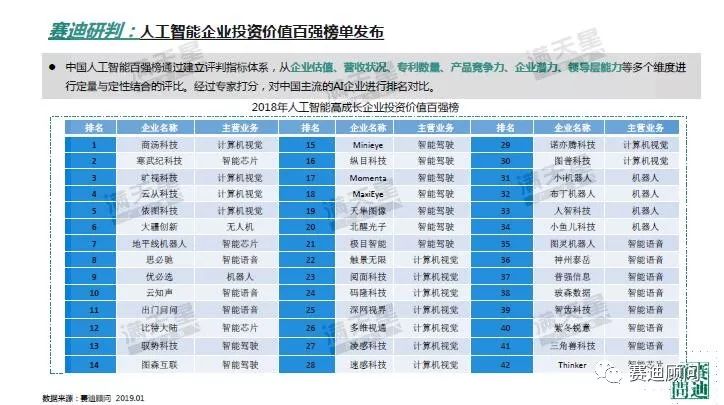 赛迪研判：人工智能企业投资价值百强榜单发布
● 中国人工智能百强榜通过建立评判指标体系，从企业估值、营收状况、专利数量、产品竞争力、企业潜力、领导层能力等多个维度进
行定量与定性结合的评比。经过专家打分，对中国主流的AI企业进行排名对比。
2018年人工智能高成长企业投资价值百强榜
排名 企业名称 主营业务 排名 企业名称 主营业务 排名 企业名称 主营业务
1 商汤科技 计算机视觉 15 Minieye 智能驾驶 29 诺亦腾科技 计算机视觉
2 寒武纪科技 智能芯片 16 纵目科技 智能驾驶 30 图普科技 计算机视觉
3 旷视科技 计算机视觉 17 Momenta 智能驾驶 31 小i机器人 机器人
4 云从科技 计算机视觉 18 MaxiEye 智能驾驶 32 布丁机器人 机器人
5 依图科技 计算机视觉 19 天隼图像 智能驾驶 33 人智科技 机器人
6 大疆创新 无人机 20 北醒光子 智能驾驶 34 小鱼儿科技 机器人
7 地平线机器人 智能芯片 21 极目智能 智能驾驶 35 图灵机器人 智能语音
8 思必驰 智能语音 22 触景无限 计算机视觉 36 神州泰岳 智能语音
9 优必选 机器人 23 阅面科技 计算机视觉 37 普强信息 智能语音
10 云知声 智能语音 24 码隆科技 计算机视觉 38 玻森数据 智能语音
11 出门问问 智能语音 25 深网视界 计算机视觉 39 智齿科技 智能语音
12 比特大陆 智能芯片 26 多维视通 计算机视觉 40 紫冬锐意 智能语音
13 驭势科技 智能驾驶 27 凌感科技 计算机视觉 41 三角兽科技 智能语音
14 图森互联 智能驾驶 28 速感科技 计算机视觉 42 Thinker
数据来源：赛迪顾问 2019.01
赛迪顾问
满天星